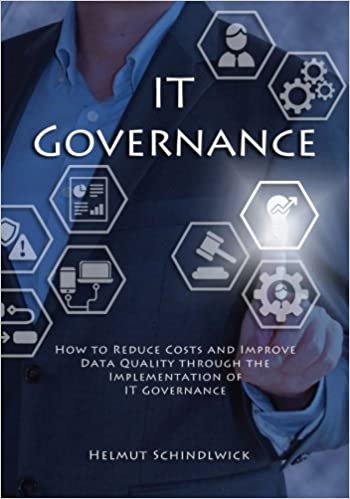 IT
GOVERNANCE
HOW TO REDUCE COSTS AND IMPROVE
DATA QUALITY THROUGH THE
IMPLEMENTATION OF
IT GOVERNANCE
HELMUT SCHINDLWICK